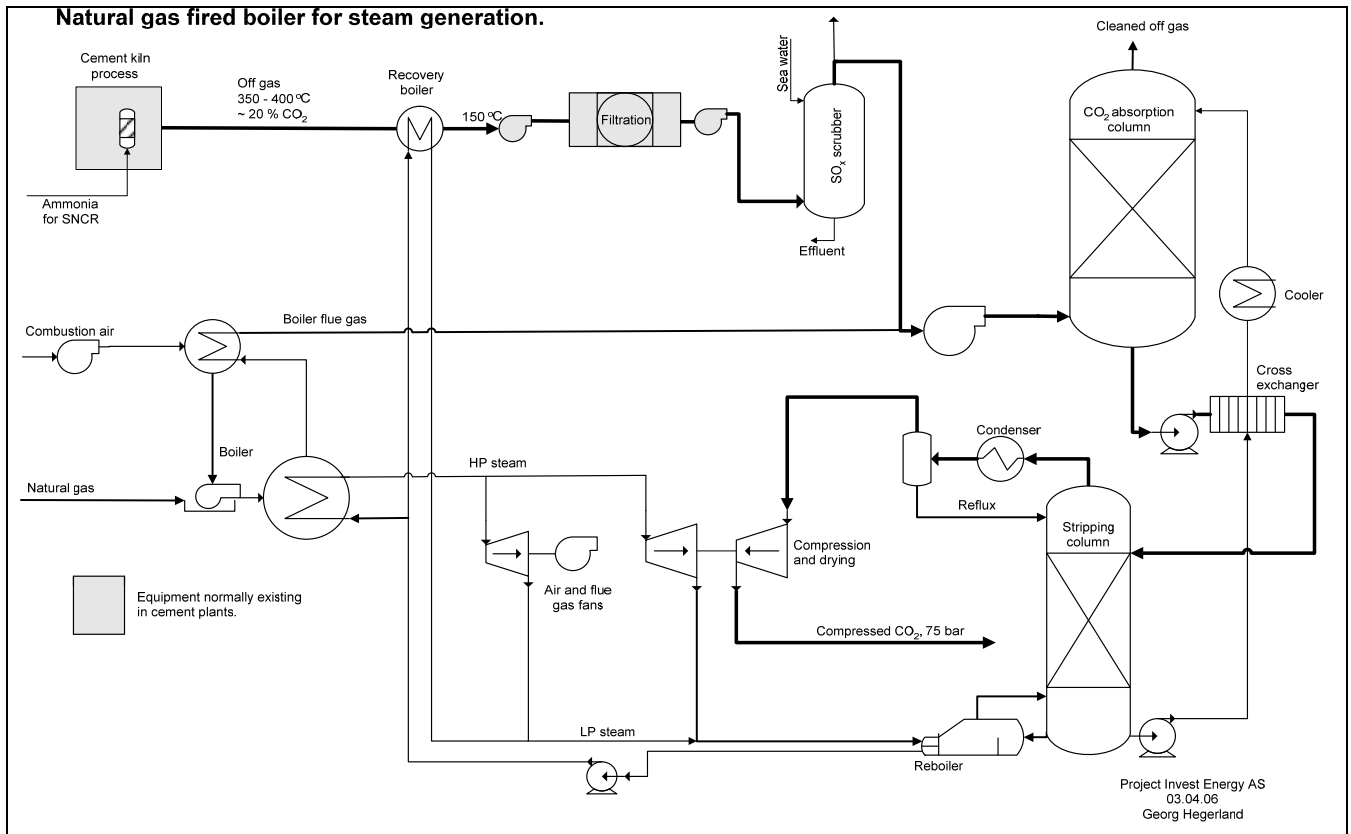 Natural gas fired boiler for steam generation.
Cement kiln
process
Off gas
350 - 400 ºC
~ 20 % CO₂
Recovery
boiler
150 ºC
Filtration
Sea water
SOₓ scrubber
Effluent
Cleaned off gas
CO₂ absorption
column
Ammonia
for SNCR
Cooler
Combustion air
Boiler flue gas
Cross
exchanger
Boiler
Natural gas
HP steam
Condenser
Reflux
Stripping
column
Compression
and drying
Air and flue
gas fans
Equipment normally existing
in cement plants.
Compressed CO₂, 75 bar
LP steam
Reboiler
Project Invest Energy AS
03.04.06
Georg Hegerland